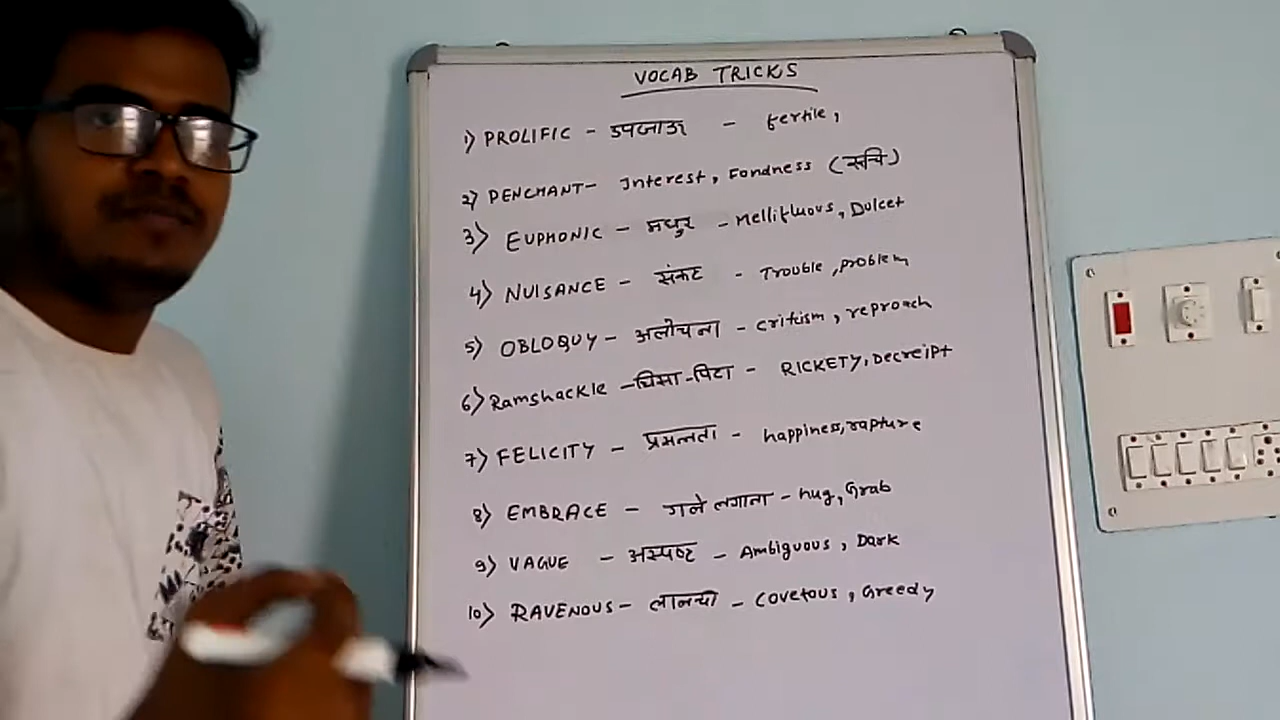 VOCAB TRICKS
1) PROLIFIC - उपजाऊ - fertile,
2) PENCHANT - Interest, Fondness (रूचि)
3) EUPHONIC - मधुर - Mellifluous, Dulcet
4) NUISANCE - संकट - Trouble, problem
5) OBLOQUY - अलोचना - criticism, reproach
6) Ramshackle - घिसा-पिटा - RICKETY, Decreipt
7) FELICITY - प्रसन्नता - happiness, rapture
8) EMBRACE - गले लगाना - hug, Grab
9) VAGUE - अस्पष्ट - Ambiguous, Dark
10) RAVENOUS - लालची - covetous, Greedy